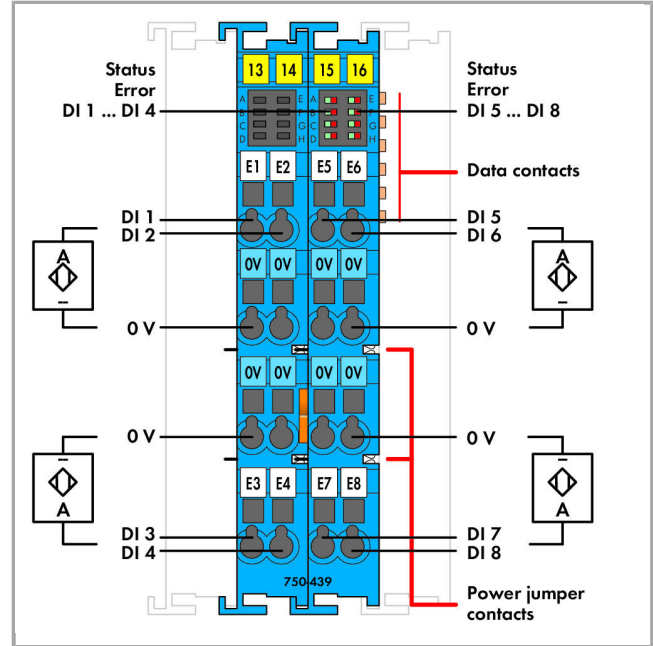 13 14 15 16
Status
Error
DI 1 ... DI 4
Status
Error
DI 5 ... DI 8
A E A E
B F B F
C G C G
D H D H
Data contacts
E1 E2 E5 E6
DI 1
DI 2
DI 5
DI 6
A
–
A
–
0V 0V 0V 0V
0 V
0 V
0V 0V 0V 0V
0 V
0 V
–
A
–
A
E3 E4 E7 E8
DI 3
DI 4
DI 7
DI 8
750-439
Power jumper
contacts